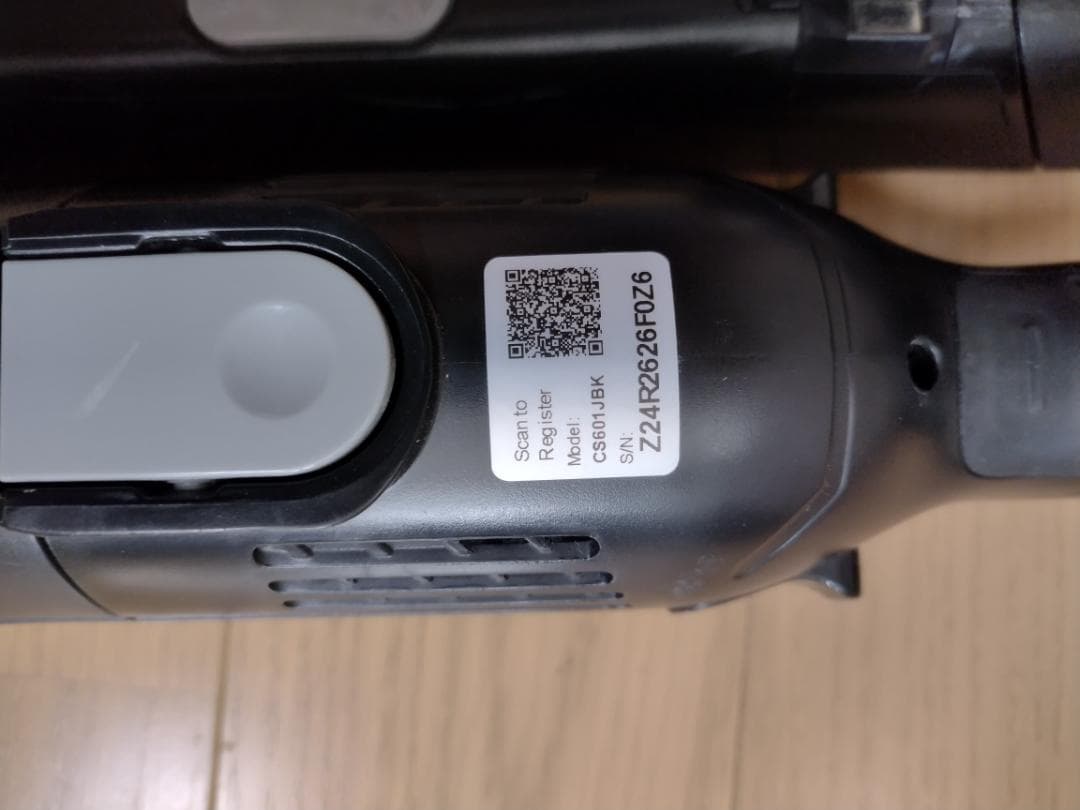 Scan to
Register
Model:
CS601JBK
S/N:
Z24R2626F0Z6